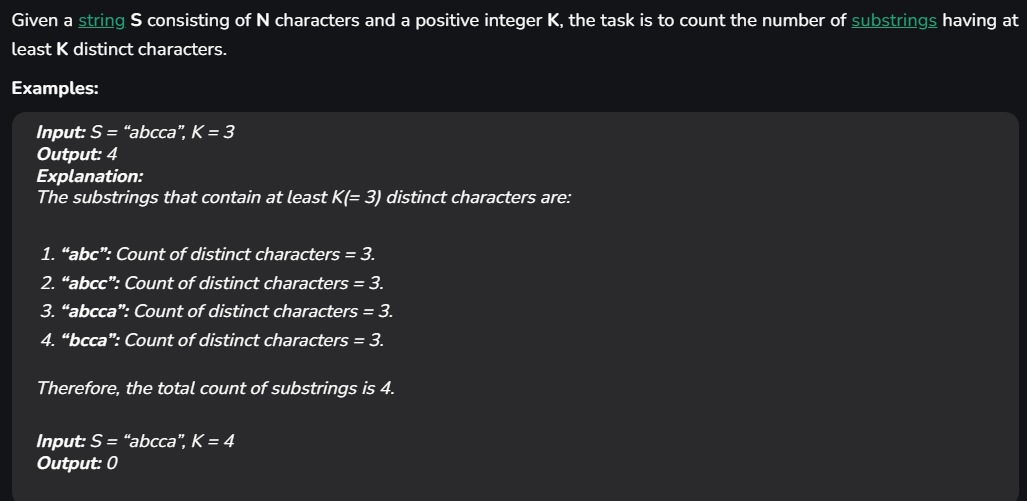 Given a string S consisting of N characters and a positive integer K, the task is to count the number of substrings having at
least K distinct characters.
Examples:
Input: S = “abcca”, K = 3
Output: 4
Explanation:
The substrings that contain at least K(= 3) distinct characters are:
1. “abc”: Count of distinct characters = 3.
2. “abcc”: Count of distinct characters = 3.
3. “abcca”: Count of distinct characters = 3.
4. “bcca”: Count of distinct characters = 3.
Therefore, the total count of substrings is 4.
Input: S = “abcca”, K = 4
Output: 0